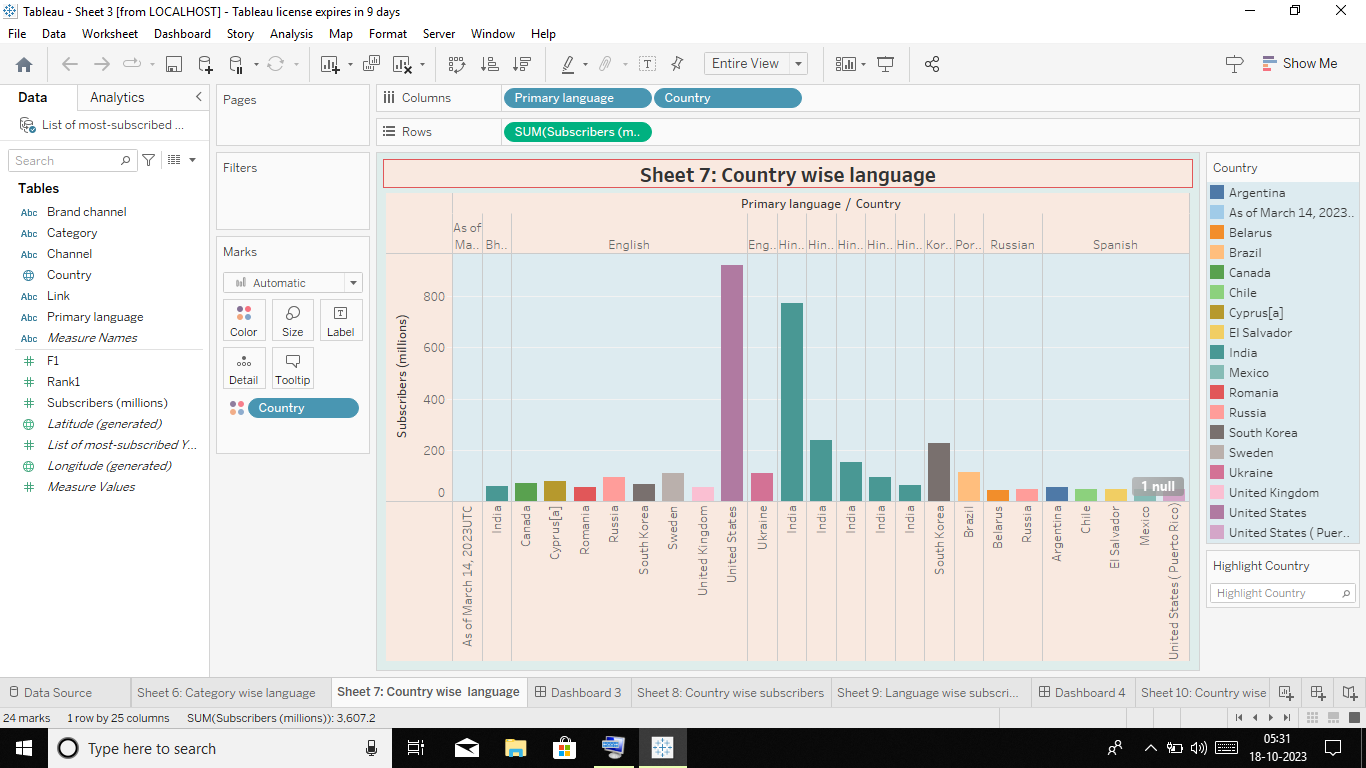 Tableau - Sheet 3 [from LOCALHOST] - Tableau license expires in 9 days
File Data Worksheet Dashboard Story Analysis Map Format Server Window Help
Entire View
Show Me
Data Analytics
List of most-subscribed ...
Search
Tables
Abc Brand channel
Abc Category
Abc Channel
Country
Abc Link
Abc Primary language
Abc Measure Names
F1
Rank1
Subscribers (millions)
Latitude (generated)
List of most-subscribed Y...
Longitude (generated)
Measure Values
Pages
Filters
Marks
Automatic
Color Size Label
Detail Tooltip
Country
Columns Primary language Country
Rows SUM(Subscribers (m..
Sheet 7: Country wise language
Primary language / Country
As of
Ma.. Bh.. English Eng.. Hin.. Hin.. Hin.. Hin.. Hin.. Kor.. Por.. Russian Spanish
Subscribers (millions)
800
600
400
200
0
1 null
As of March 14, 2023UTC
India
Canada
Cyprus[a]
Romania
Russia
South Korea
Sweden
United Kingdom
United States
Ukraine
India
India
India
India
India
South Korea
Brazil
Belarus
Russia
Argentina
Chile
El Salvador
Mexico
United States ( Puerto Rico)
Country
Argentina
As of March 14, 2023..
Belarus
Brazil
Canada
Chile
Cyprus[a]
El Salvador
India
Mexico
Romania
Russia
South Korea
Sweden
Ukraine
United Kingdom
United States
United States ( Puer..
Highlight Country
Highlight Country
Data Source Sheet 6: Category wise language Sheet 7: Country wise language Dashboard 3 Sheet 8: Country wise subscribers Sheet 9: Language wise subscri... Dashboard 4 Sheet 10: Country wise
24 marks 1 row by 25 columns SUM(Subscribers (millions)): 3,607.2
Type here to search
05:31
18-10-2023